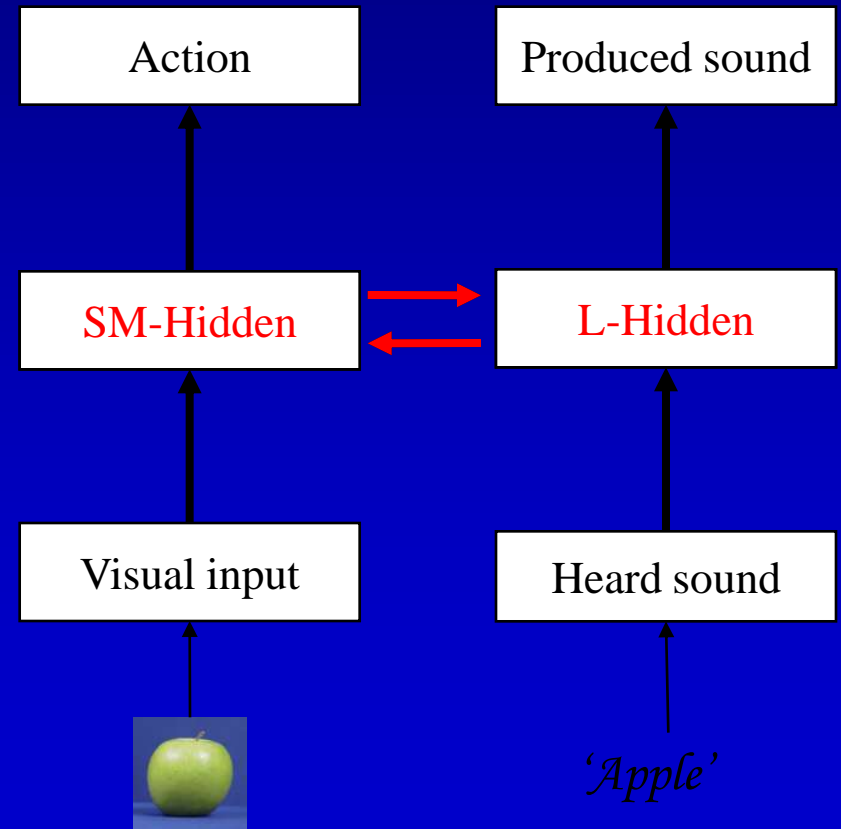 Action
Produced sound
SM-Hidden
L-Hidden
Visual input
Heard sound
‘Apple’